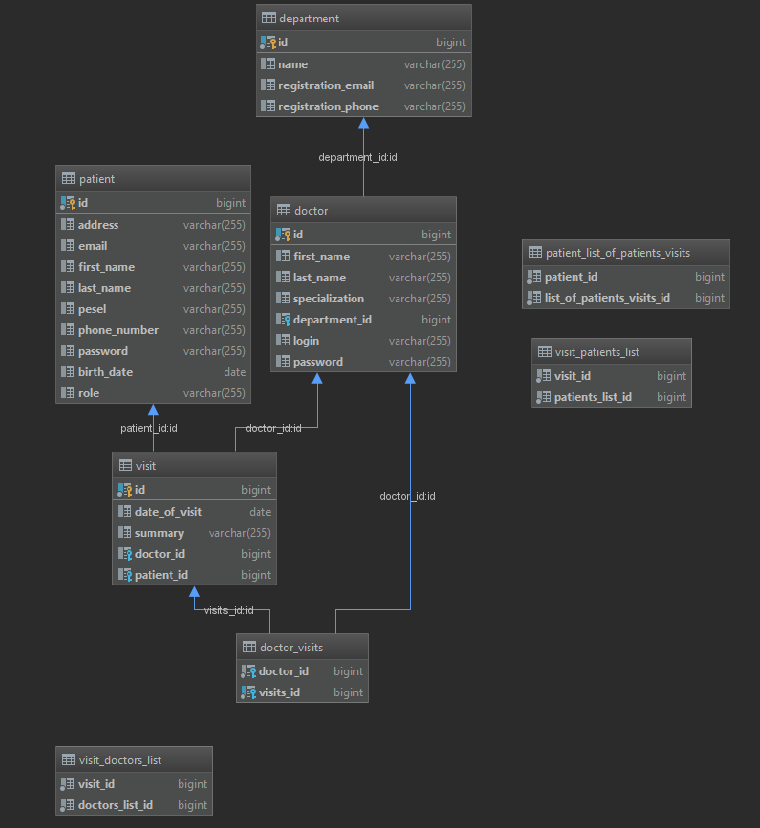 department
id bigint
name varchar(255)
registration_email varchar(255)
registration_phone varchar(255)
department_id:id
patient
id bigint
address varchar(255)
email varchar(255)
first_name varchar(255)
last_name varchar(255)
pesel varchar(255)
phone_number varchar(255)
password varchar(255)
birth_date date
role varchar(255)
doctor
id bigint
first_name varchar(255)
last_name varchar(255)
specialization varchar(255)
department_id bigint
login varchar(255)
password varchar(255)
patient_list_of_patients_visits
patient_id bigint
list_of_patients_visits_id bigint
visit_patients_list
visit_id bigint
patients_list_id bigint
patient_id:id
doctor_id:id
visit
id bigint
date_of_visit date
summary varchar(255)
doctor_id bigint
patient_id bigint
doctor_id:id
visits_id:id
doctor_visits
doctor_id bigint
visits_id bigint
visit_doctors_list
visit_id bigint
doctors_list_id bigint